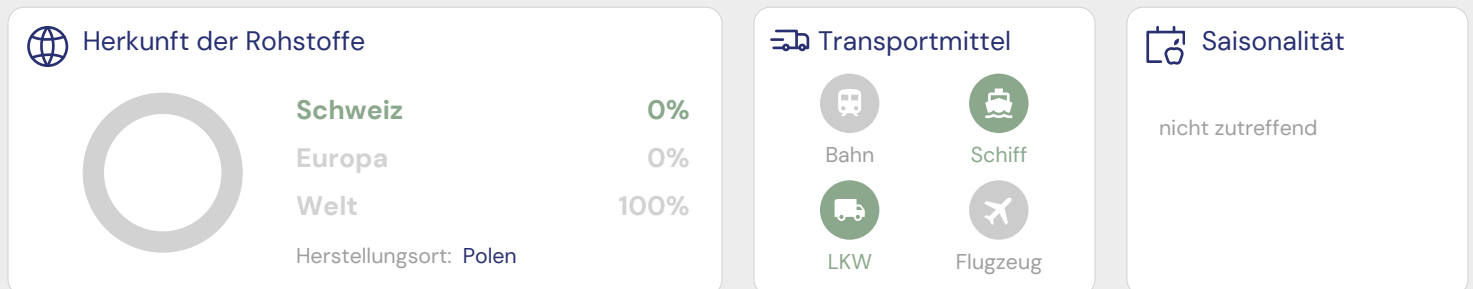 Herkunft der Rohstoffe
Schweiz 0%
Europa 0%
Welt 100%
Herstellungsort: Polen
Transportmittel
Bahn Schiff
LKW Flugzeug
Saisonalität
nicht zutreffend